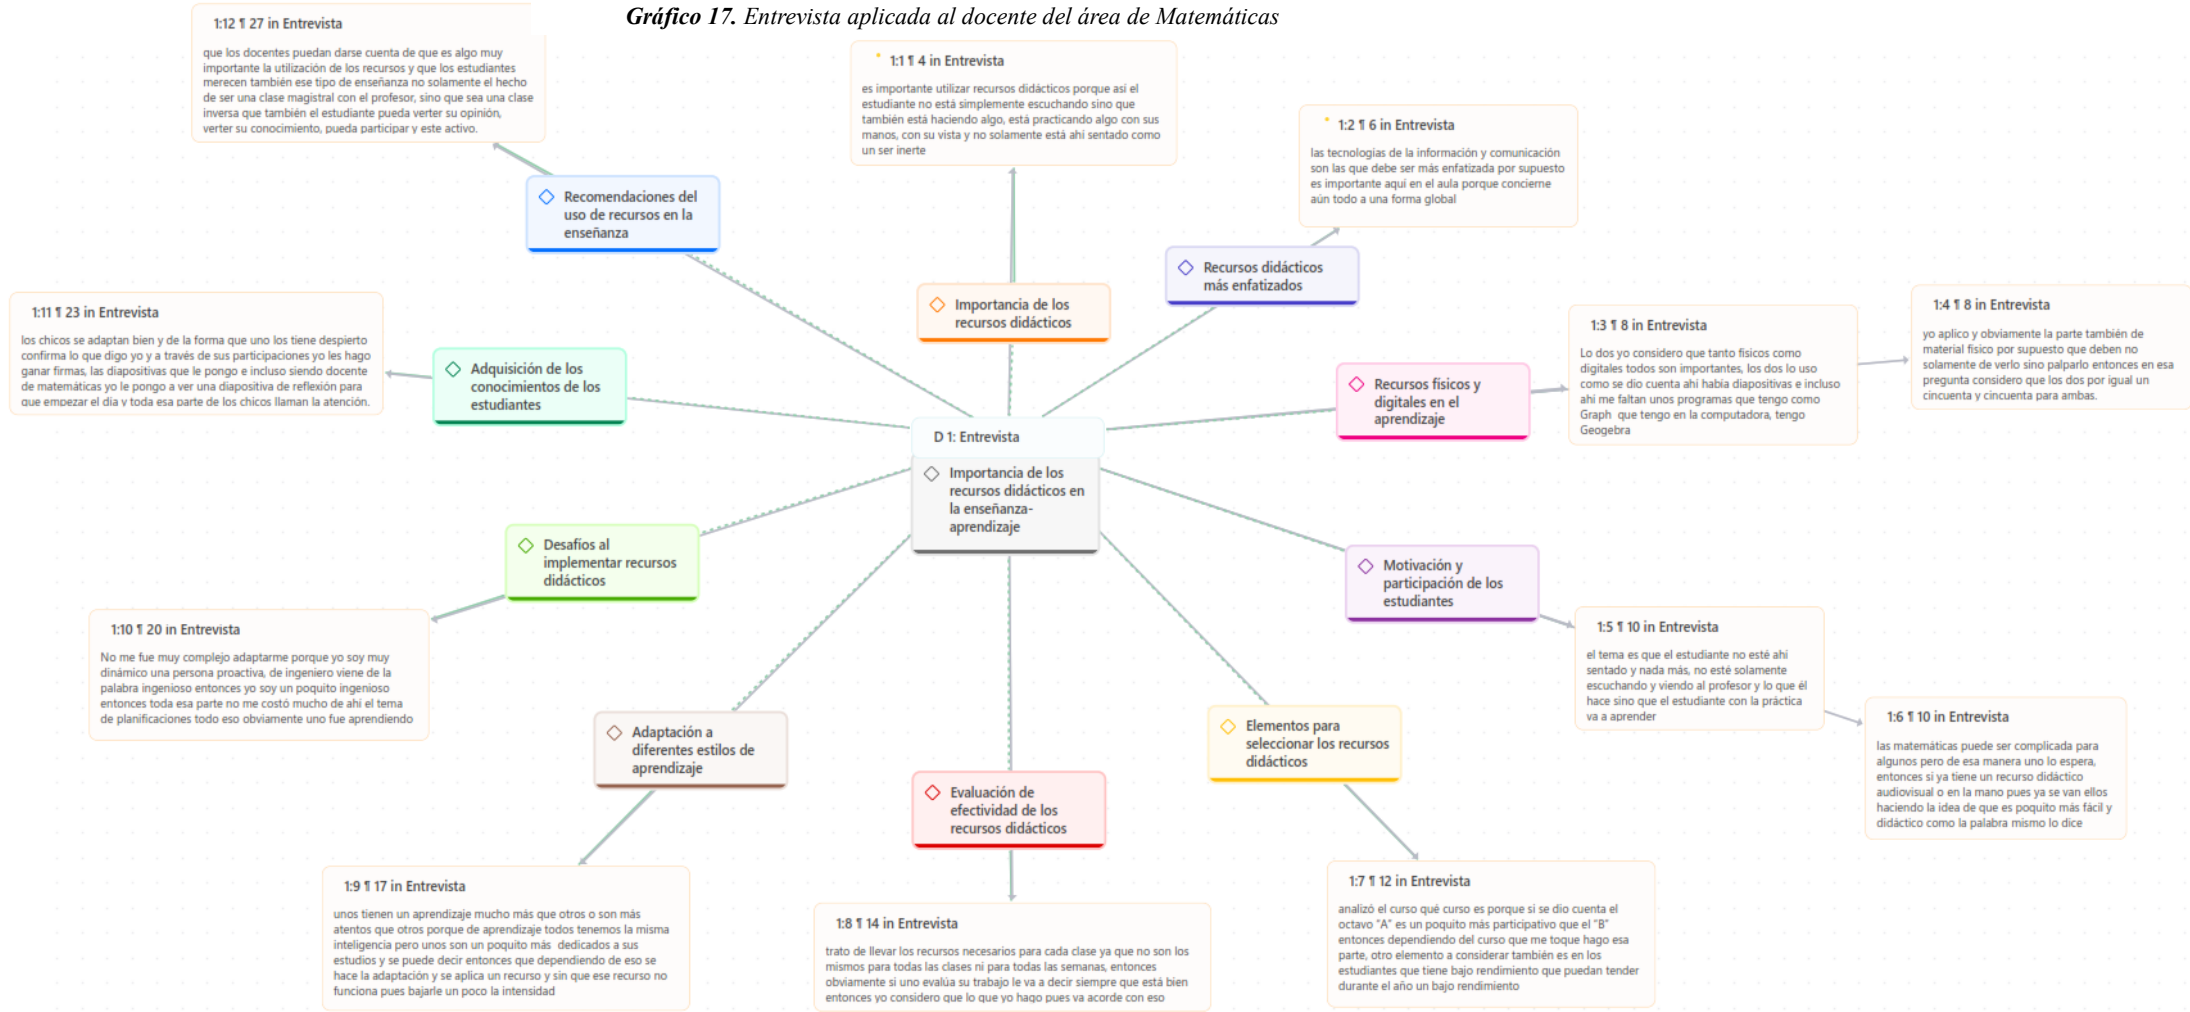 Gráfico 17. Entrevista aplicada al docente del área de Matemáticas
1:12 ¶ 27 in Entrevista
que los docentes puedan darse cuenta de que es algo muy
importante la utilización de los recursos y que los estudiantes
merecen también ese tipo de enseñanza no solamente el hecho
de ser una clase magistral con el profesor, sino que sea una clase
inversa que también el estudiante pueda verter su opinión,
verter su conocimiento, pueda participar y este activo.
1:1 ¶ 4 in Entrevista
es importante utilizar recursos didácticos porque así el
estudiante no está simplemente escuchando sino que
también está haciendo algo, está practicando algo con sus
manos, con su vista y no solamente está ahí sentado como
un ser inerte
1:2 ¶ 6 in Entrevista
las tecnologías de la información y comunicación
son las que debe ser más enfatizada por supuesto
es importante aquí en el aula porque concierne
aún todo a una forma global
Recomendaciones del
uso de recursos en la
enseñanza
Importancia de los
recursos didácticos
Recursos didácticos
más enfatizados
1:11 ¶ 23 in Entrevista
los chicos se adaptan bien y de la forma que uno los tiene despierto
confirma lo que digo yo y a través de sus participaciones yo les hago
ganar firmas, las diapositivas que le pongo e incluso siendo docente
de matemáticas yo le pongo a ver una diapositiva de reflexión para
que empezar el día y toda esa parte de los chicos llaman la atención.
Adquisición de los
conocimientos de los
estudiantes
Recursos físicos y
digitales en el
aprendizaje
1:3 ¶ 8 in Entrevista
Lo dos yo considero que tanto físicos como
digitales todos son importantes, los dos lo uso
como se dio cuenta ahí había diapositivas e incluso
ahí me faltan unos programas que tengo como
Graph que tengo en la computadora, tengo
Geogebra
1:4 ¶ 8 in Entrevista
yo aplico y obviamente la parte también de
material físico por supuesto que deben no
solamente de verlo sino palparlo entonces en esa
pregunta considero que los dos por igual un
cincuenta y cincuenta para ambas.
D 1: Entrevista
Importancia de los
recursos didácticos en
la enseñanza-
aprendizaje
Desafíos al
implementar recursos
didácticos
Motivación y
participación de los
estudiantes
1:10 ¶ 20 in Entrevista
No me fue muy complejo adaptarme porque yo soy muy
dinámico una persona proactiva, de ingeniero viene de la
palabra ingenioso entonces yo soy un poquito ingenioso
entonces toda esa parte no me costó mucho de ahí el tema
de planificaciones todo eso obviamente uno fue aprendiendo
1:5 ¶ 10 in Entrevista
el tema es que el estudiante no esté ahí
sentado y nada más, no esté solamente
escuchando y viendo al profesor y lo que él
hace sino que el estudiante con la práctica
va a aprender
1:6 ¶ 10 in Entrevista
las matemáticas puede ser complicada para
algunos pero de esa manera uno lo espera,
entonces si ya tiene un recurso didáctico
audiovisual o en la mano pues ya se van ellos
haciendo la idea de que es poquito más fácil y
didáctico como la palabra mismo lo dice
Adaptación a
diferentes estilos de
aprendizaje
Elementos para
seleccionar los recursos
didácticos
Evaluación de
efectividad de los
recursos didácticos
1:9 ¶ 17 in Entrevista
unos tienen un aprendizaje mucho más que otros o son más
atentos que otros porque de aprendizaje todos tenemos la misma
inteligencia pero unos son un poquito más dedicados a sus
estudios y se puede decir entonces que dependiendo de eso se
hace la adaptación y se aplica un recurso y sin que ese recurso no
funciona pues bajarle un poco la intensidad
1:8 ¶ 14 in Entrevista
trato de llevar los recursos necesarios para cada clase ya que no son los
mismos para todas las clases ni para todas las semanas, entonces
obviamente si uno evalúa su trabajo le va a decir siempre que está bien
entonces yo considero que lo que yo hago pues va acorde con eso
1:7 ¶ 12 in Entrevista
analizó el curso qué curso es porque si se dio cuenta el
octavo “A” es un poquito más participativo que el “B”
entonces dependiendo del curso que me toque hago esa
parte, otro elemento a considerar también es en los
estudiantes que tiene bajo rendimiento que puedan tender
durante el año un bajo rendimiento